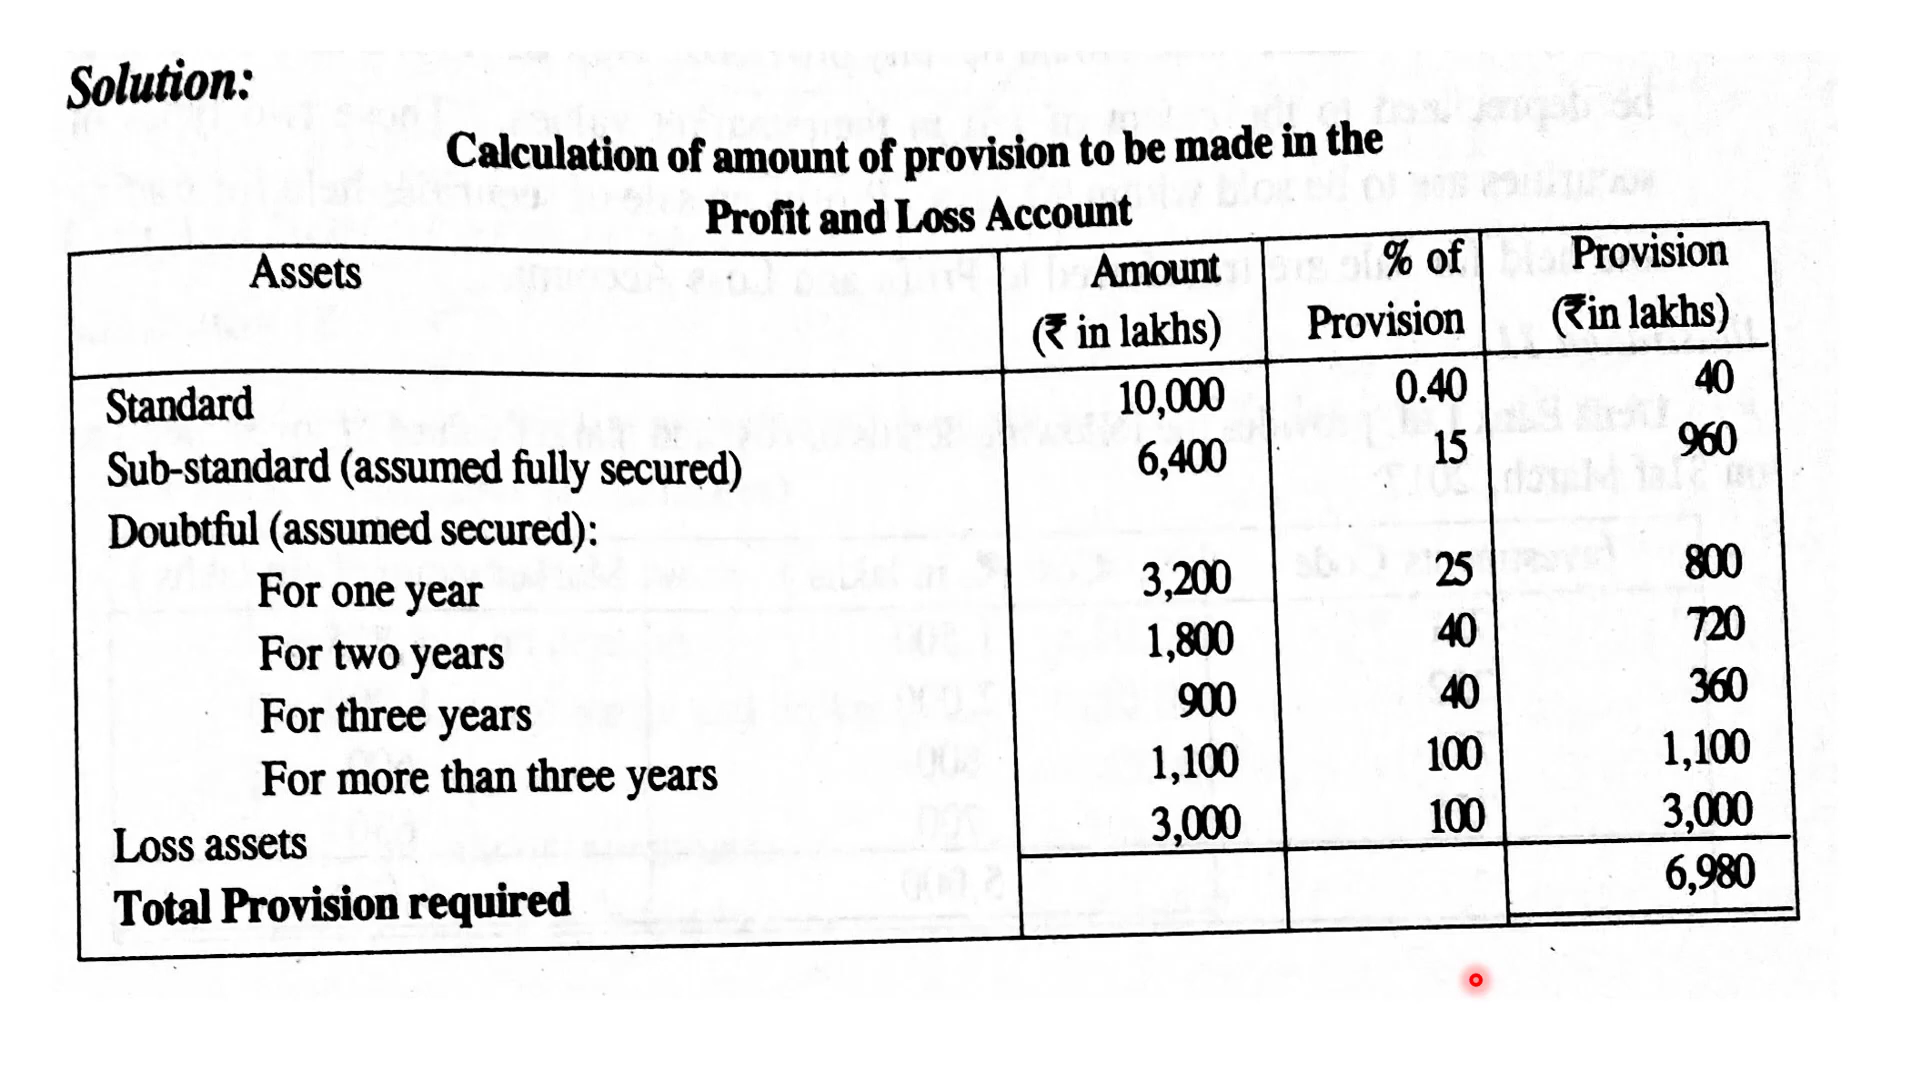 Solution:
Calculation of amount of provision to be made in the
Profit and Loss Account
Assets Amount % of Provision
(₹ in lakhs) Provision (₹in lakhs)
Standard 10,000 0.40 40
Sub-standard (assumed fully secured) 6,400 15 960
Doubtful (assumed secured):
For one year 3,200 25 800
For two years 1,800 40 720
For three years 900 40 360
For more than three years 1,100 100 1,100
Loss assets 3,000 100 3,000
Total Provision required 6,980